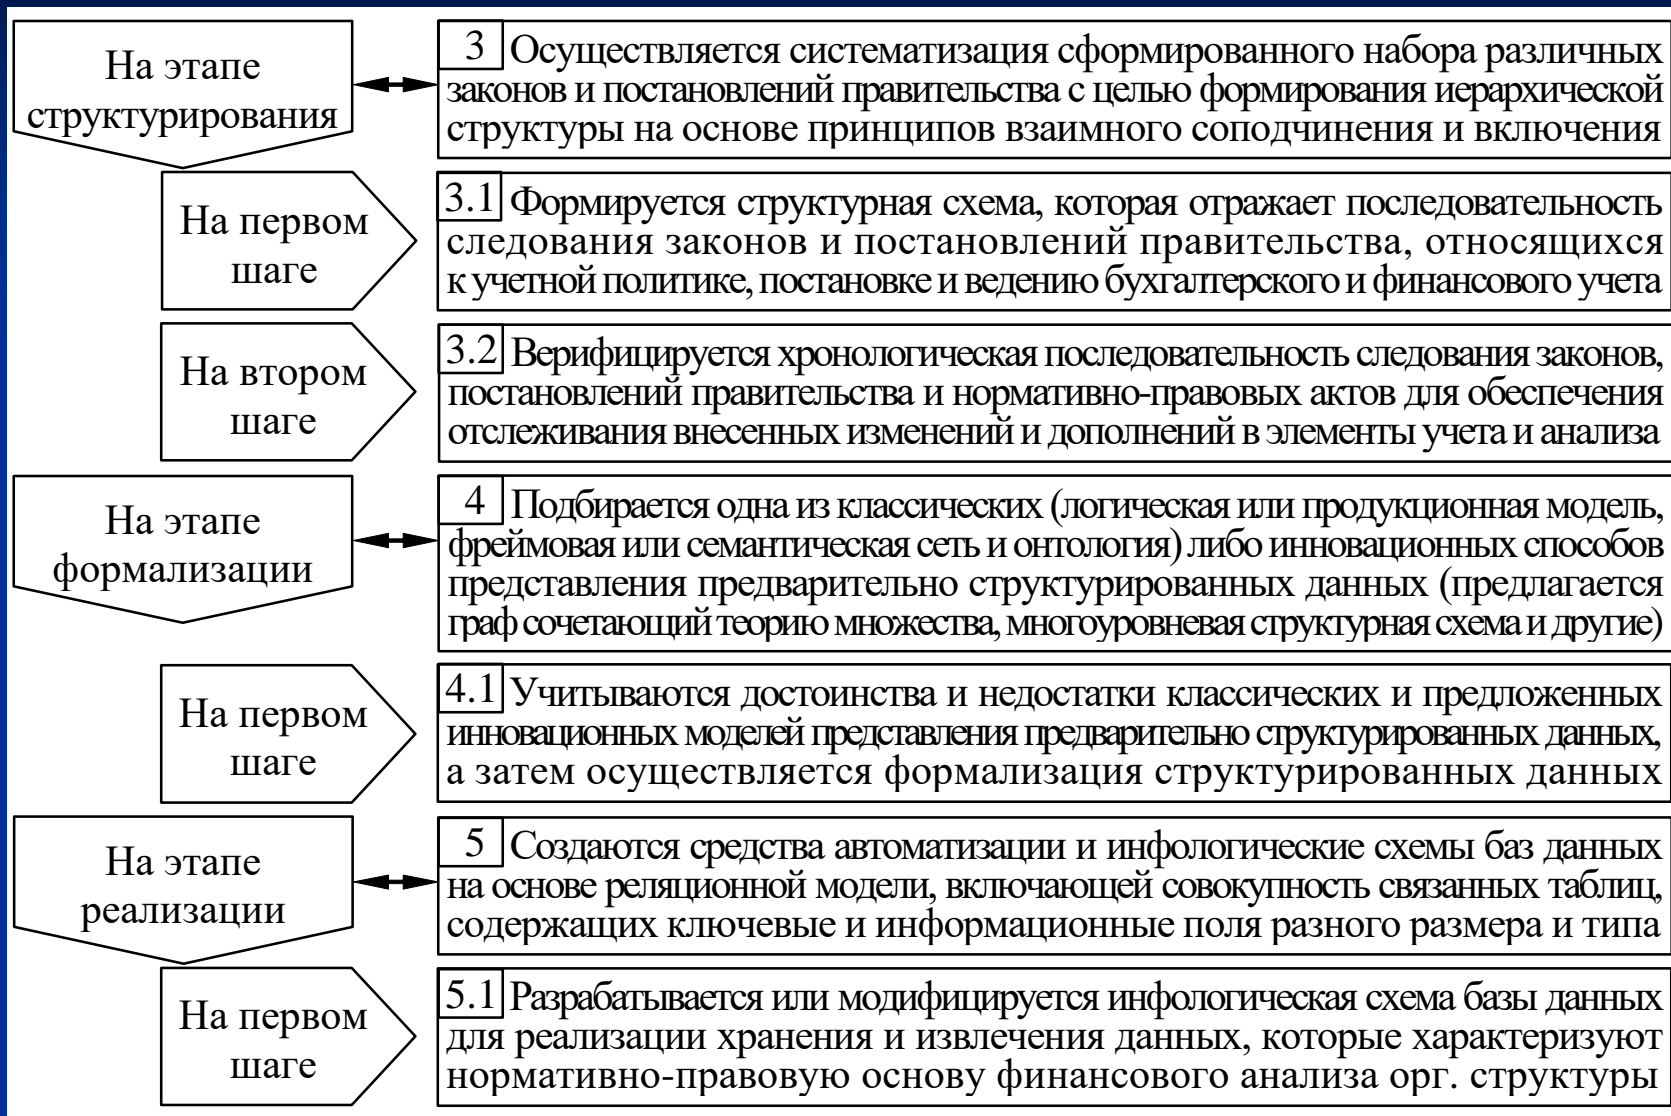 На этапе
структурирования
3 Осуществляется систематизация сформированного набора различных
законов и постановлений правительства с целью формирования иерархической
структуры на основе принципов взаимного соподчинения и включения
На первом
шаге
3.1 Формируется структурная схема, которая отражает последовательность
следования законов и постановлений правительства, относящихся
к учетной политике, постановке и ведению бухгалтерского и финансового учета
На втором
шаге
3.2 Верифицируется хронологическая последовательность следования законов,
постановлений правительства и нормативно-правовых актов для обеспечения
отслеживания внесенных изменений и дополнений в элементы учета и анализа
На этапе
формализации
4 Подбирается одна из классических (логическая или продукционная модель,
фреймовая или семантическая сеть и онтология) либо инновационных способов
представления предварительно структурированных данных (предлагается
граф сочетающий теорию множества, многоуровневая структурная схема и другие)
На первом
шаге
4.1 Учитываются достоинства и недостатки классических и предложенных
инновационных моделей представления предварительно структурированных данных,
а затем осуществляется формализация структурированных данных
На этапе
реализации
5 Создаются средства автоматизации и инфологические схемы баз данных
на основе реляционной модели, включающей совокупность связанных таблиц,
содержащих ключевые и информационные поля разного размера и типа
На первом
шаге
5.1 Разрабатывается или модифицируется инфологическая схема базы данных
для реализации хранения и извлечения данных, которые характеризуют
нормативно-правовую основу финансового анализа орг. структуры